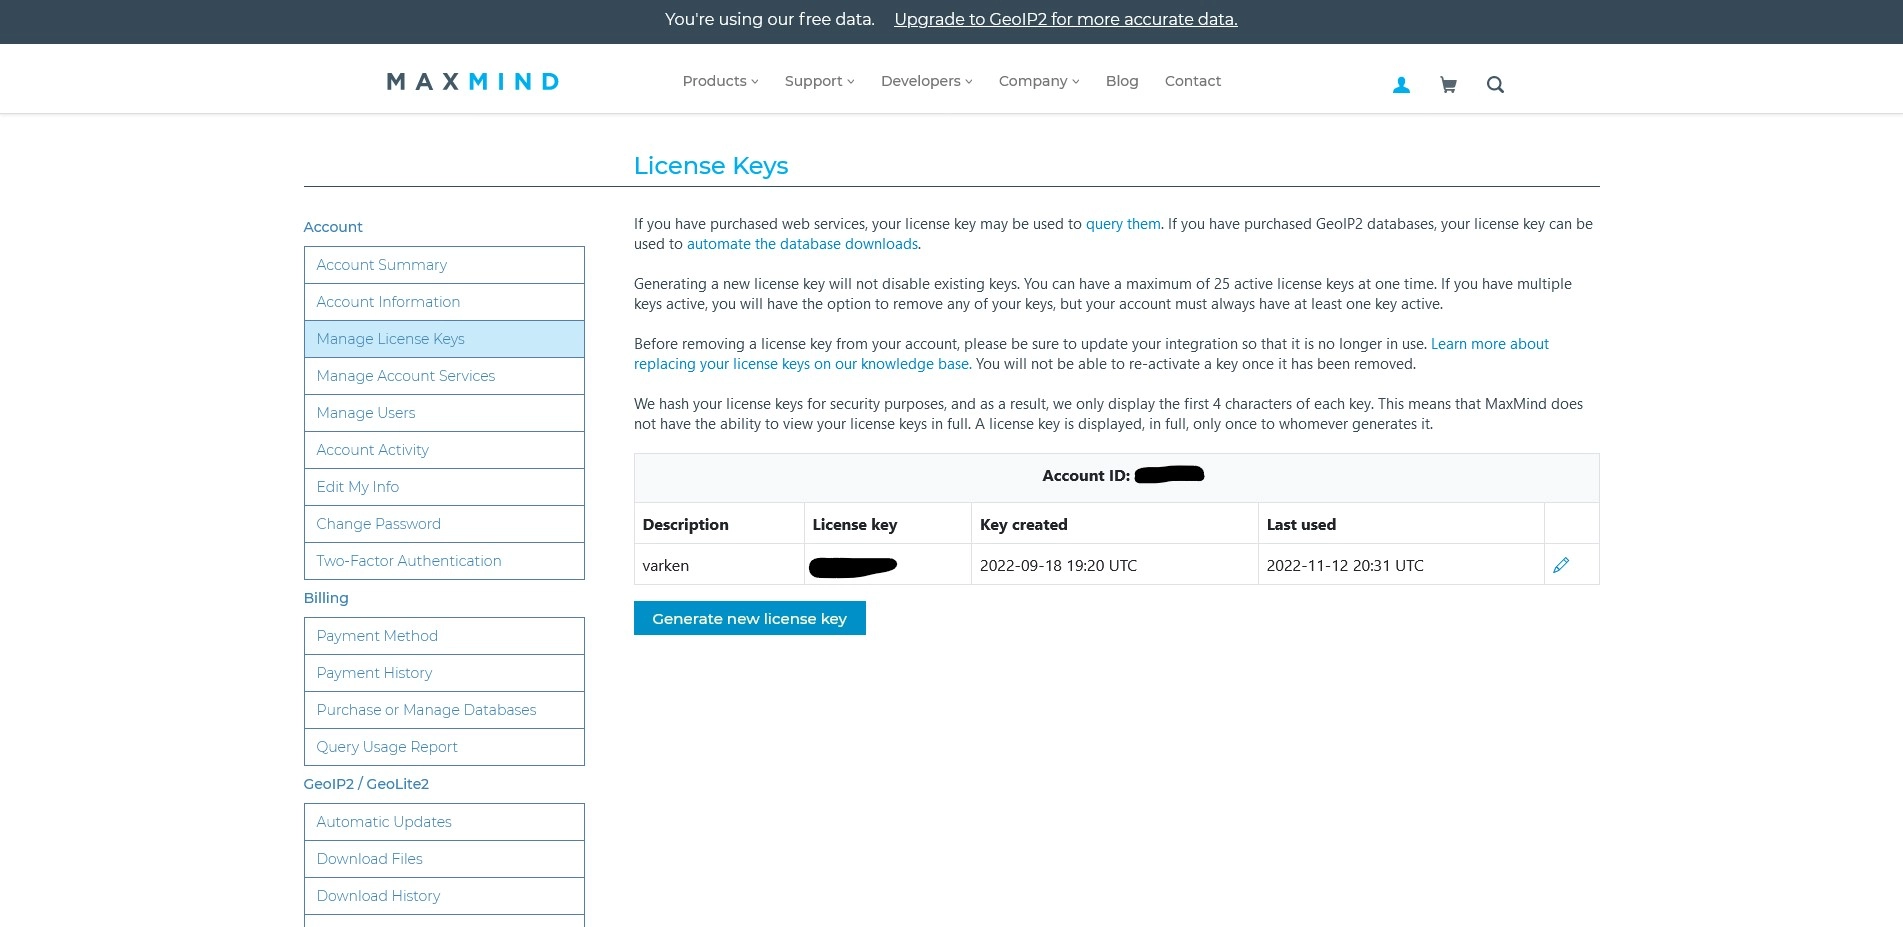 You're using our free data. Upgrade to GeoIP2 for more accurate data.
MAXMIND
Products Support Developers Company Blog Contact
License Keys
Account
Account Summary
Account Information
Manage License Keys
Manage Account Services
Manage Users
Account Activity
Edit My Info
Change Password
Two-Factor Authentication
Billing
Payment Method
Payment History
Purchase or Manage Databases
Query Usage Report
GeoIP2 / GeoLite2
Automatic Updates
Download Files
Download History
If you have purchased web services, your license key may be used to query them. If you have purchased GeoIP2 databases, your license key can be
used to automate the database downloads.
Generating a new license key will not disable existing keys. You can have a maximum of 25 active license keys at one time. If you have multiple
keys active, you will have the option to remove any of your keys, but your account must always have at least one key active.
Before removing a license key from your account, please be sure to update your integration so that it is no longer in use. Learn more about
replacing your license keys on our knowledge base. You will not be able to re-activate a key once it has been removed.
We hash your license keys for security purposes, and as a result, we only display the first 4 characters of each key. This means that MaxMind does
not have the ability to view your license keys in full. A license key is displayed, in full, only once to whomever generates it.
Account ID:
Description License key Key created Last used
varken 2022-09-18 19:20 UTC 2022-11-12 20:31 UTC
Generate new license key